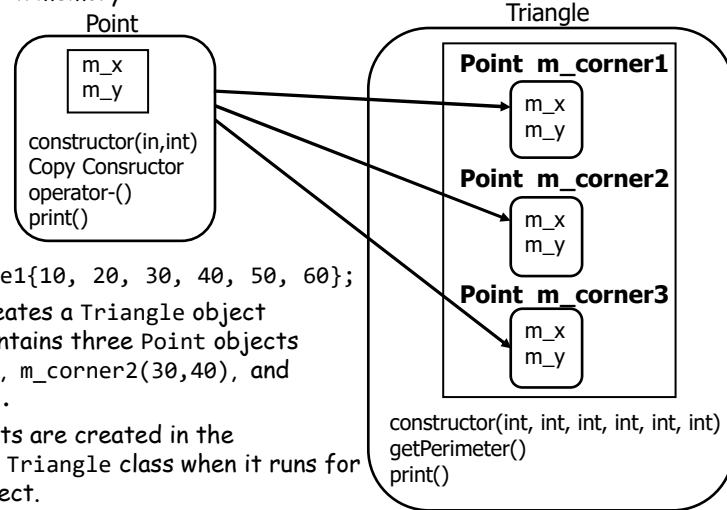 Point
m_x
m_y
constructor(in,int)
Copy Consructor
operator-()
print()
Triangle
Point m_corner1
m_x
m_y
Point m_corner2
m_x
m_y
Point m_corner3
m_x
m_y
constructor(int, int, int, int, int, int)
getPerimeter()
print()
e1{10, 20, 30, 40, 50, 60};
eates a Triangle object
ntains three Point objects
, m_corner2(30,40), and
.
ts are created in the
Triangle class when it runs for
ect.